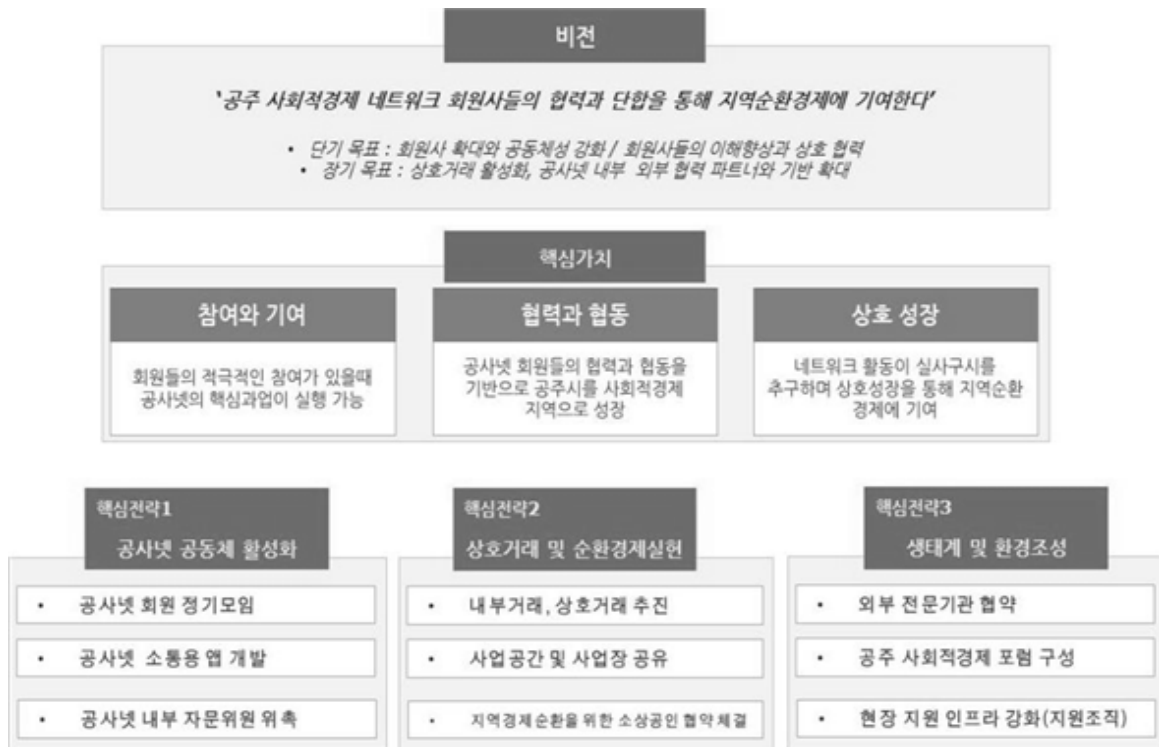 비전
‘공주 사회적경제 네트워크 회원사들의 협력과 단합을 통해 지역순환경제에 기여한다’
• 단기 목표 : 회원사 확대와 공동체성 강화 / 회원사들의 이해향상과 상호 협력
• 장기 목표 : 상호거래 활성화, 공사넷 내부 외부 협력 파트너와 기반 확대
핵심가치
참여와 기여
회원들의 적극적인 참여가 있을때
공사넷의 핵심과업이 실행 가능
협력과 협동
공사넷 회원들의 협력과 협동을
기반으로 공주시를 사회적경제
지역으로 성장
상호 성장
네트워크 활동이 실사구시를
추구하며 상호성장을 통해 지역순환
경제에 기여
핵심전략1
공사넷 공동체 활성화
• 공사넷 회원 정기모임
• 공사넷 소통용 앱 개발
• 공사넷 내부 자문위원 위촉
핵심전략2
상호거래 및 순환경제실현
• 내부거래, 상호거래 추진
• 사업공간 및 사업장 공유
• 지역경제순환을 위한 소상공인 협약 체결
핵심전략3
생태계 및 환경조성
• 외부 전문기관 협약
• 공주 사회적경제 포럼 구성
• 현장 지원 인프라 강화(지원조직)